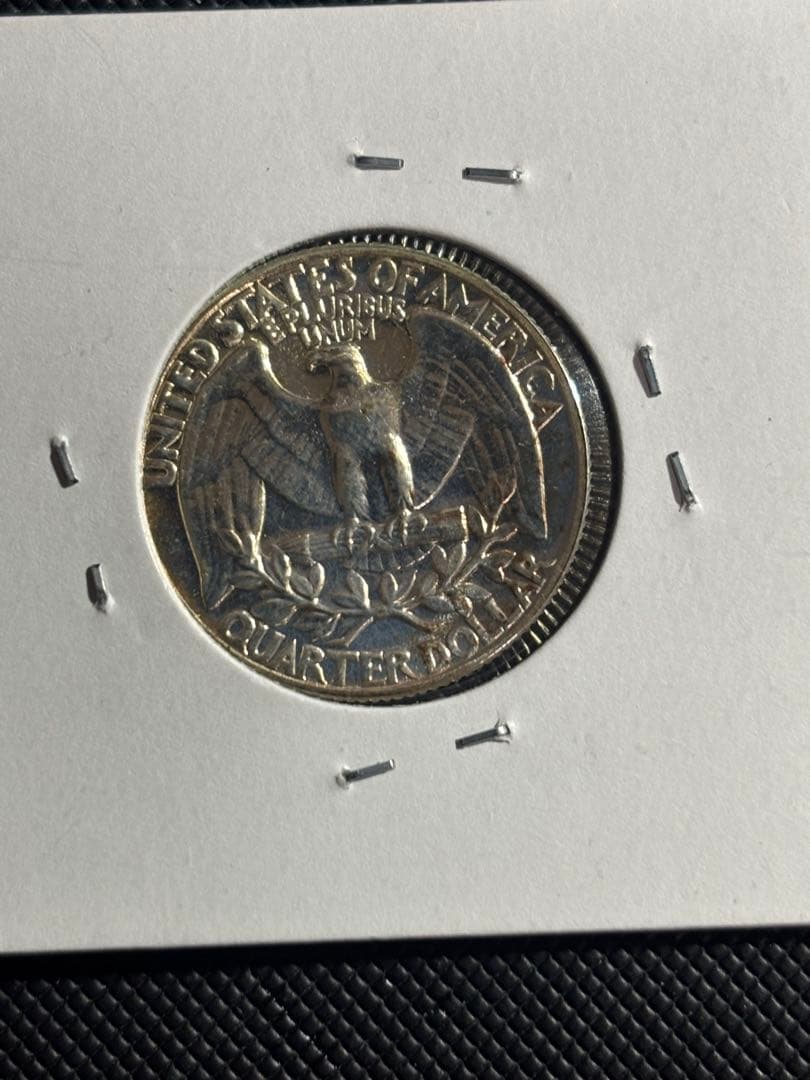 UNITED STATES OF AMERICA
E PLURIBUS
UNUM
QUARTER DOLLAR